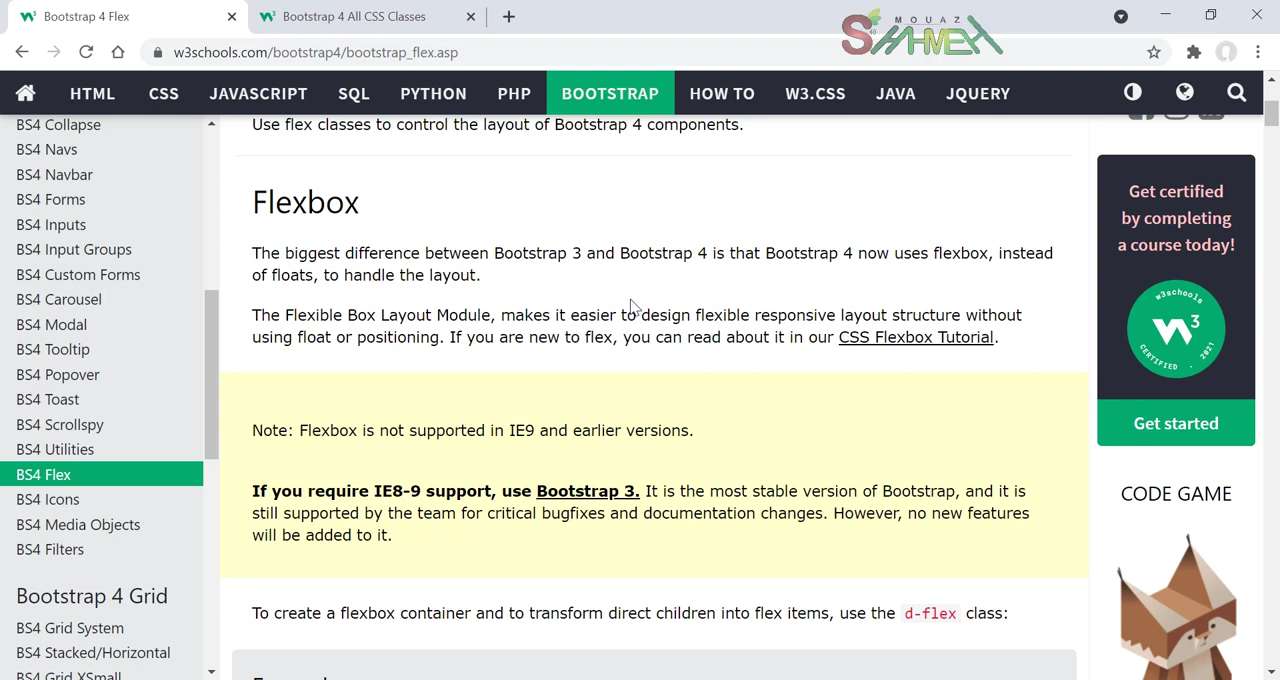 Bootstrap 4 Flex
Bootstrap 4 All CSS Classes
MOUAZ
SHAHMEH
w3schools.com/bootstrap4/bootstrap_flex.asp
HTML CSS JAVASCRIPT SQL PYTHON PHP BOOTSTRAP HOW TO W3.CSS JAVA JQUERY
BS4 Collapse
BS4 Navs
BS4 Navbar
BS4 Forms
BS4 Inputs
BS4 Input Groups
BS4 Custom Forms
BS4 Carousel
BS4 Modal
BS4 Tooltip
BS4 Popover
BS4 Toast
BS4 Scrollspy
BS4 Utilities
BS4 Flex
BS4 Icons
BS4 Media Objects
BS4 Filters
Bootstrap 4 Grid
BS4 Grid System
BS4 Stacked/Horizontal
BS4 Grid XSmall
Use flex classes to control the layout of Bootstrap 4 components.
Flexbox
The biggest difference between Bootstrap 3 and Bootstrap 4 is that Bootstrap 4 now uses flexbox, instead
of floats, to handle the layout.
The Flexible Box Layout Module, makes it easier to design flexible responsive layout structure without
using float or positioning. If you are new to flex, you can read about it in our CSS Flexbox Tutorial.
Note: Flexbox is not supported in IE9 and earlier versions.
If you require IE8-9 support, use Bootstrap 3. It is the most stable version of Bootstrap, and it is
still supported by the team for critical bugfixes and documentation changes. However, no new features
will be added to it.
To create a flexbox container and to transform direct children into flex items, use the d-flex class:
Get certified
by completing
a course today!
w3schools
W3
CERTIFIED . 2021
Get started
CODE GAME